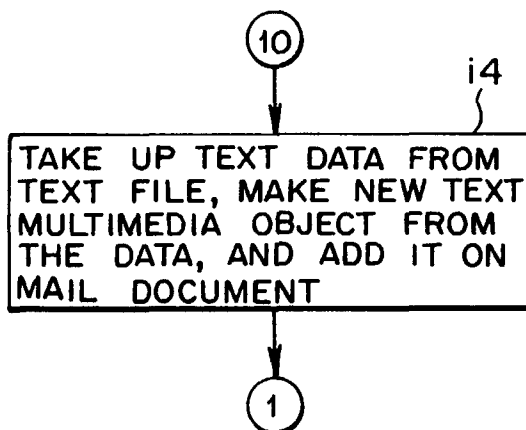 10
i4
TAKE UP TEXT DATA FROM
TEXT FILE, MAKE NEW TEXT
MULTIMEDIA OBJECT FROM
THE DATA, AND ADD IT ON
MAIL DOCUMENT
1